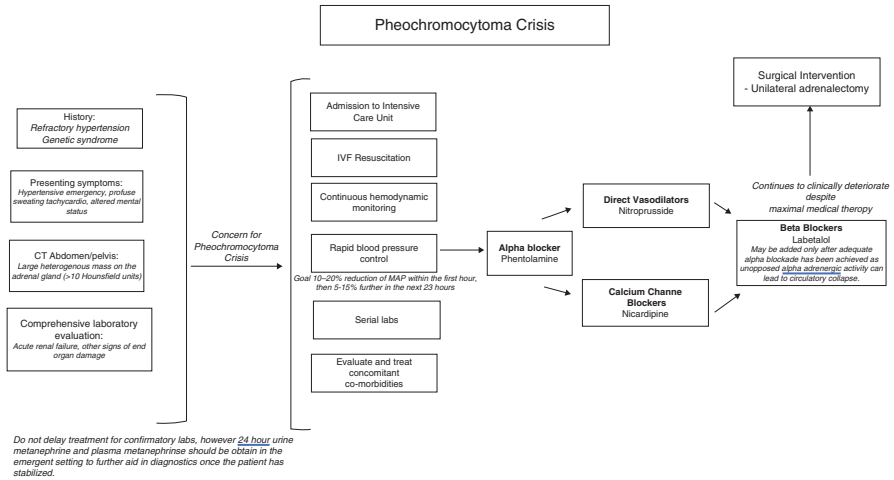 Pheochromocytoma Crisis
History:
Refractory hypertension
Genetic syndrome
Presenting symptoms:
Hypertensive emergency, profuse
sweating tachycardio, altered mental
status
CT Abdomen/pelvis:
Large heterogenous mass on
the adrenal gland (>10 Hounsfield units)
Comprehensive laboratory
evaluation:
Acute renal failure, other signs of end
organ damage
Do not delay treatment for confirmatory labs, however 24 hour urine
metanephrine and plasma metanephrinse should be obtain in the
emergent setting to further aid in diagnostics once the patient has
stabilized.
Concern for
Pheochromocytoma
Crisis
Admission to Intensive
Care Unit
IVF Resuscitation
Continuous hemodynamic
monitoring
Rapid blood pressure
control
Goal 10–20% reduction of MAP within the first hour,
then 5-15% further in the next 23 hours
Serial labs
Evaluate and treat
concomitant
co-morbidities
Alpha blocker
Phentolamine
Direct Vasodilators
Nitroprusside
Calcium Channe
Blockers
Nicardipine
Surgical Intervention
- Unilateral adrenalectomy
Continues to clinically deteriorate
despite
maximal medical theropy
Beta Blockers
Labetalol
May be added only after adequate
alpha blockade has been achieved as
unopposed alpha adrenergic activity can
lead to circulatory collapse.